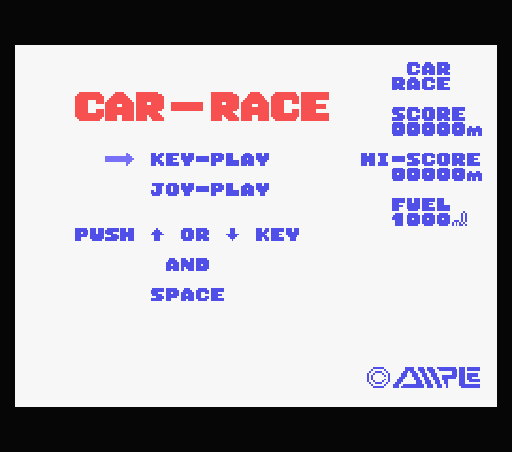 CAR
RACE
CAR-RACE
SCORE
00000m
→ KEY-PLAY
HI-SCORE
00000m
JOY-PLAY
FUEL
1000ml
PUSH ↑ OR ↓ KEY
AND
SPACE
© AMPLE